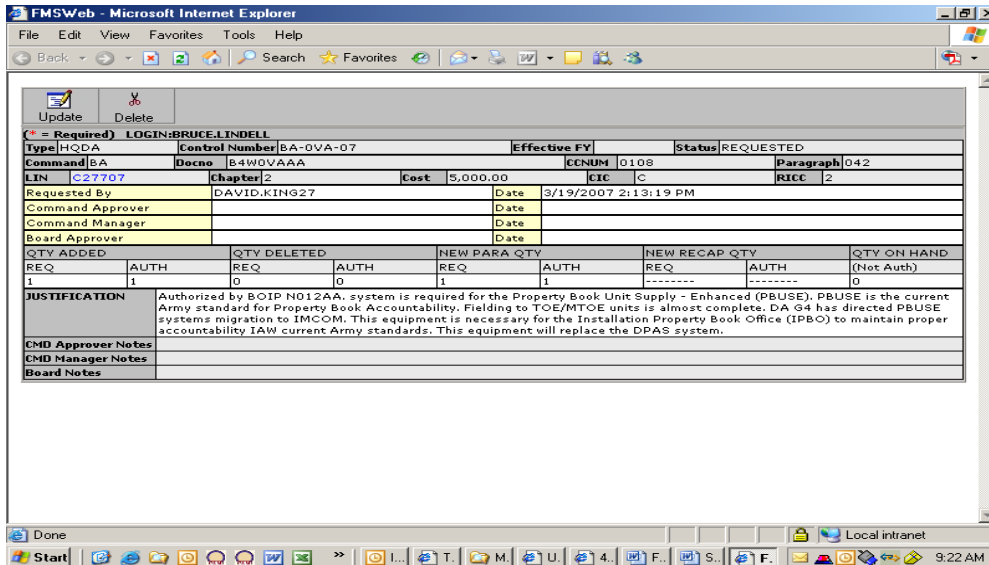 FMSWeb - Microsoft Internet Explorer
File Edit View Favorites Tools Help
Back Search Favorites
Update Delete
(* = Required) LOGIN:BRUCE.LINDELL
Type HQDA Control Number BA-0VA-07 Effective FY Status REQUESTED
Command BA Docno B4W0VAAA CCNUM 0108 Paragraph 042
LIN C27707 Chapter 2 Cost 5,000.00 CIC C RICC 2
Requested By DAVID.KING27 Date 3/19/2007 2:13:19 PM
Command Approver Date
Command Manager Date
Board Approver Date
QTY ADDED QTY DELETED NEW PARA QTY NEW RECAP QTY QTY ON HAND
REQ AUTH REQ AUTH REQ AUTH REQ AUTH (Not Auth)
1 1 0 0 1 1 -------- -------- 0
JUSTIFICATION Authorized by BOIP N012AA. system is required for the Property Book Unit Supply - Enhanced (PBUSE). PBUSE is the current
Army standard for Property Book Accountability. Fielding to TOE/MTOE units is almost complete. DA G4 has directed PBUSE
systems migration to IMCOM. This equipment is necessary for the Installation Property Book Office (IPBO) to maintain proper
accountability IAW current Army standards. This equipment will replace the DPAS system.
CMD Approver Notes
CMD Manager Notes
Board Notes
Done Local intranet
Start » I... T. M. U. 4. F.. S.. F. 9:22 AM